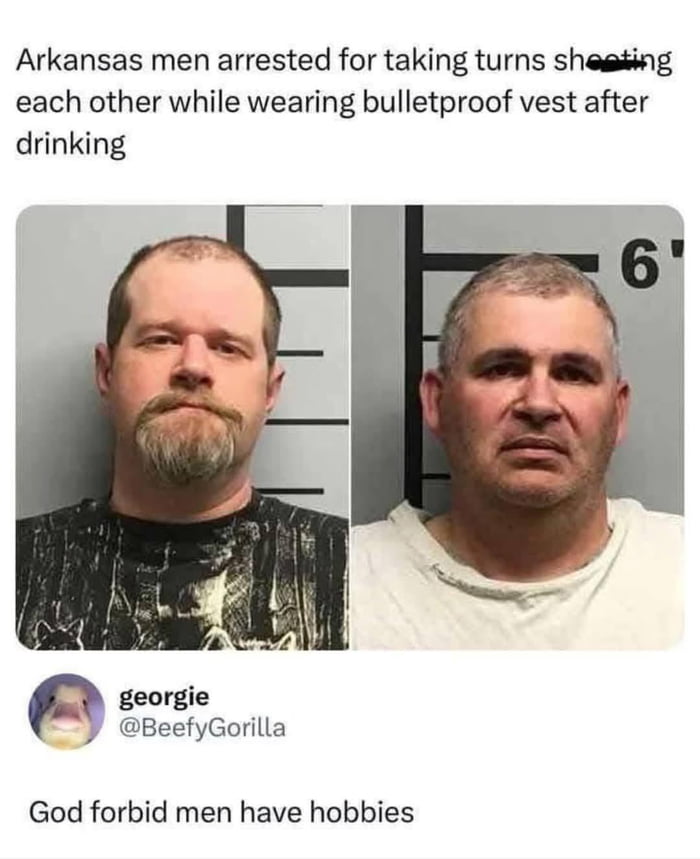 Arkansas men arrested for taking turns shooting
each other while wearing bulletproof vest after
drinking
6'
georgie
@BeefyGorilla
God forbid men have hobbies